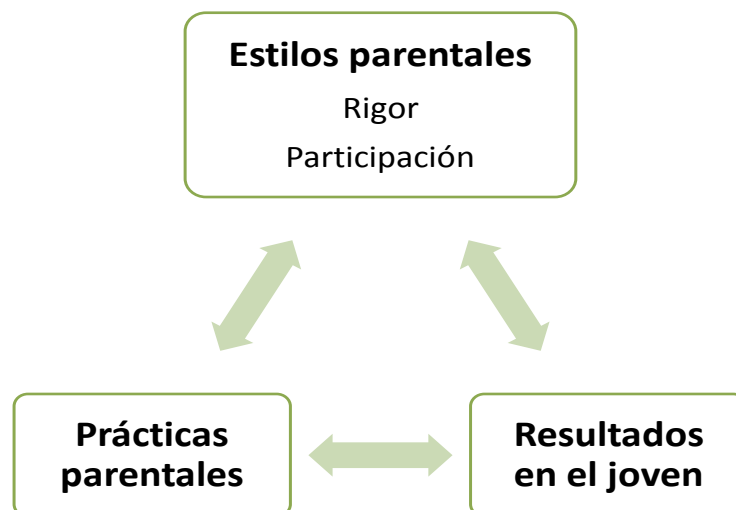 Estilos parentales
Rigor
Participación
Prácticas
parentales
Resultados
en el joven